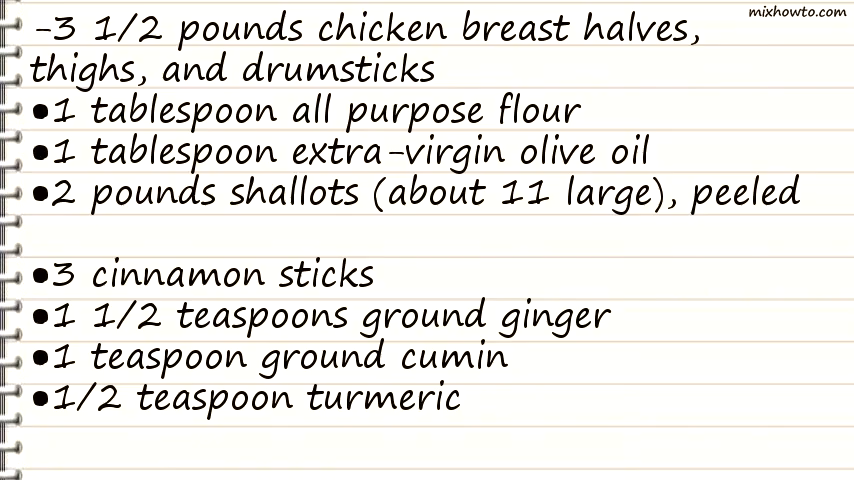 mixhowto.com
-3 1/2 pounds chicken breast halves,
thighs, and drumsticks
●1 tablespoon all purpose flour
●1 tablespoon extra-virgin olive oil
●2 pounds shallots (about 11 large), peeled
●3 cinnamon sticks
●1 1/2 teaspoons ground ginger
●1 teaspoon ground cumin
●1/2 teaspoon turmeric